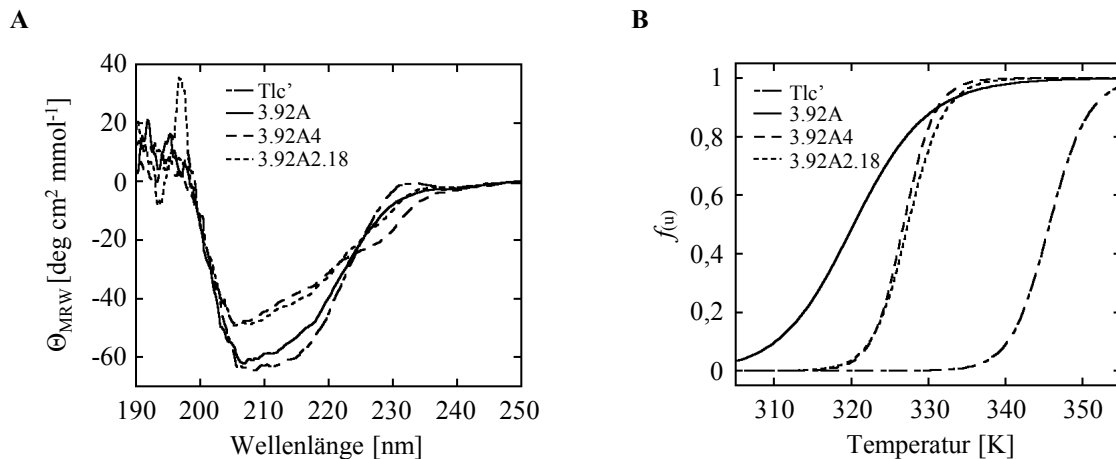 A
ΘMRW [deg cm² mmol⁻¹]
40
20
0
-20
-40
-60
190 200 210 220 230 240 250
Wellenlänge [nm]
Tlc’
3.92A
3.92A4
3.92A2.18
B
f(u)
1
0,8
0,6
0,4
0,2
0
310 320 330 340 350
Temperatur [K]
Tlc’
3.92A
3.92A4
3.92A2.18